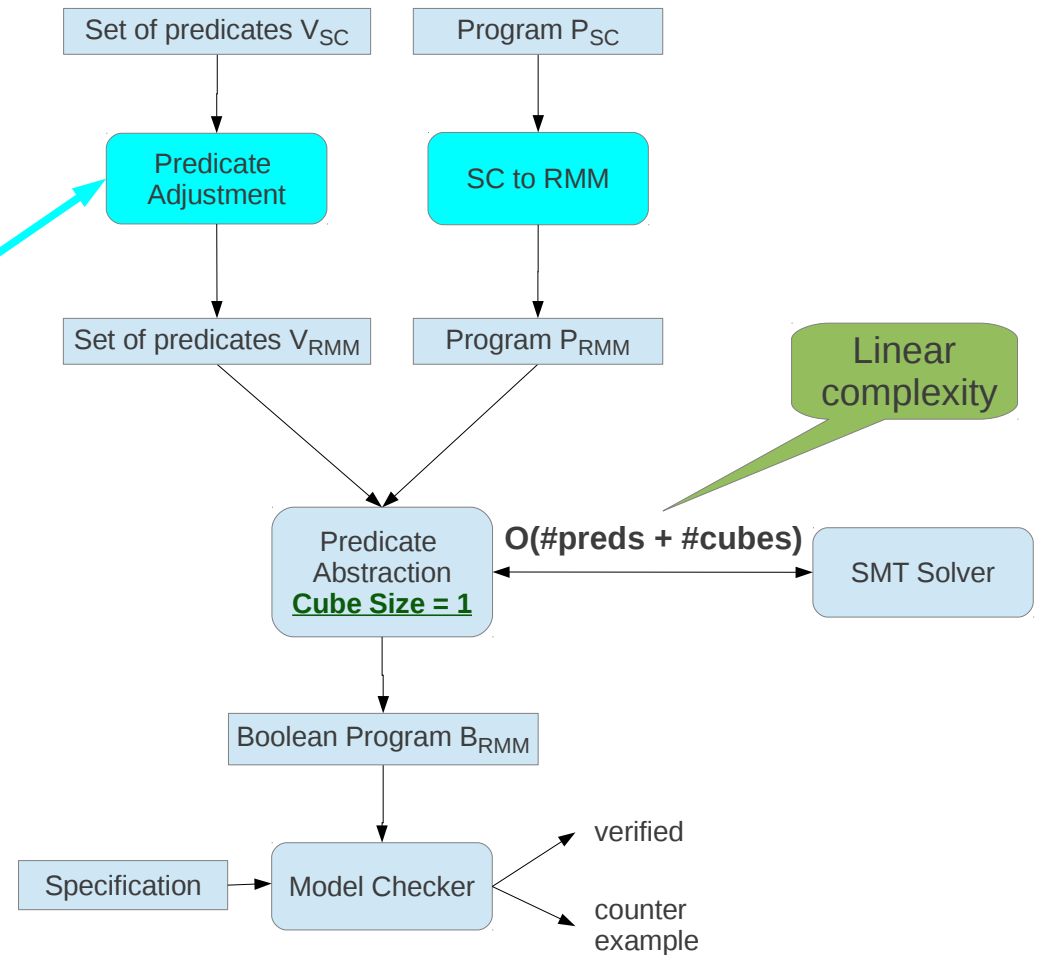 Set of predicates V_SC
Program P_SC
Predicate
Adjustment
SC to RMM
Set of predicates V_RMM
Program P_RMM
Linear
complexity
O(#preds + #cubes)
Predicate
Abstraction
Cube Size = 1
SMT Solver
Boolean Program B_RMM
Specification
Model Checker
verified
counter
example